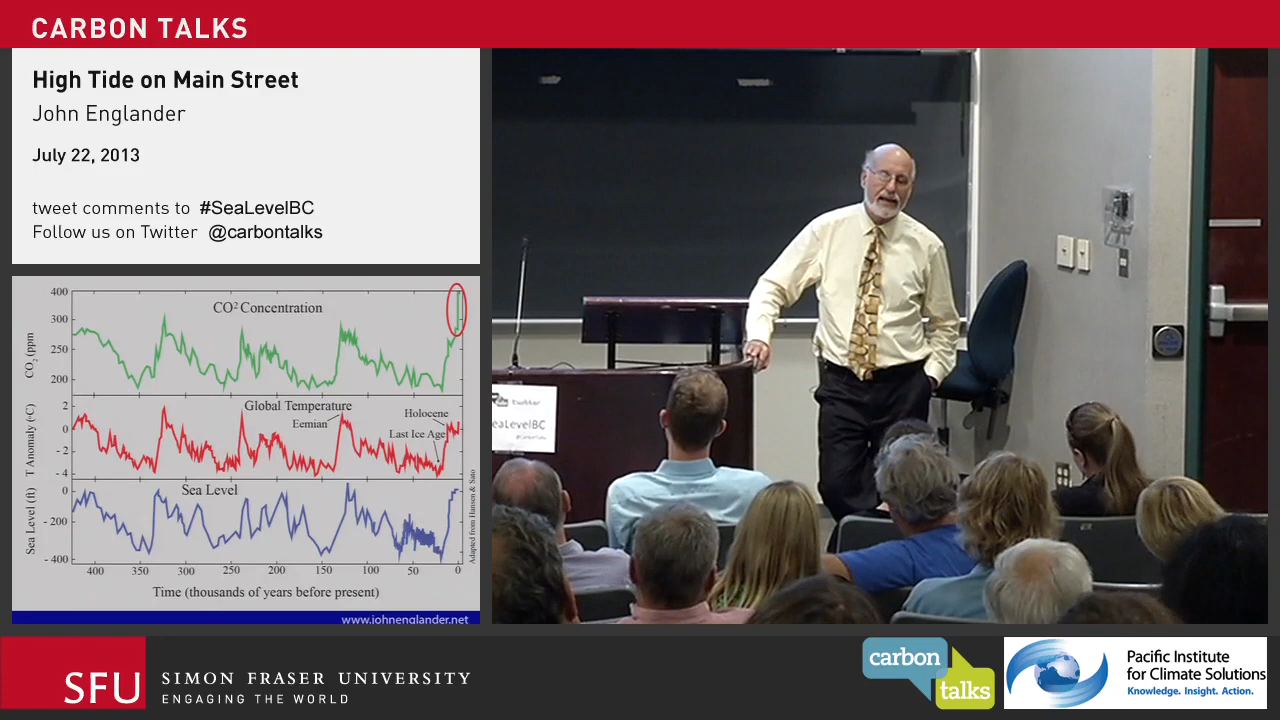 CARBON TALKS
High Tide on Main Street
John Englander
July 22, 2013
tweet comments to #SeaLevelBC
Follow us on Twitter @carbontalks
CO² Concentration
CO₂ (ppm
400
300
250
200
Global Temperature
Eemian
Holocene
Last Ice Age
T Anomaly (°C)
2
0
- 2
- 4
Sea Level
Sea Level (ft)
0
- 200
- 400
Adapted from Hansen & Sato
400 350 300 250 200 150 100 50 0
Time (thousands of years before present)
www.johnenglander.net
twitter
eaLevelBC
SFU
SIMON FRASER UNIVERSITY
ENGAGING THE WORLD
carbon
talks
Pacific Institute
for Climate Solutions
Knowledge. Insight. Action.